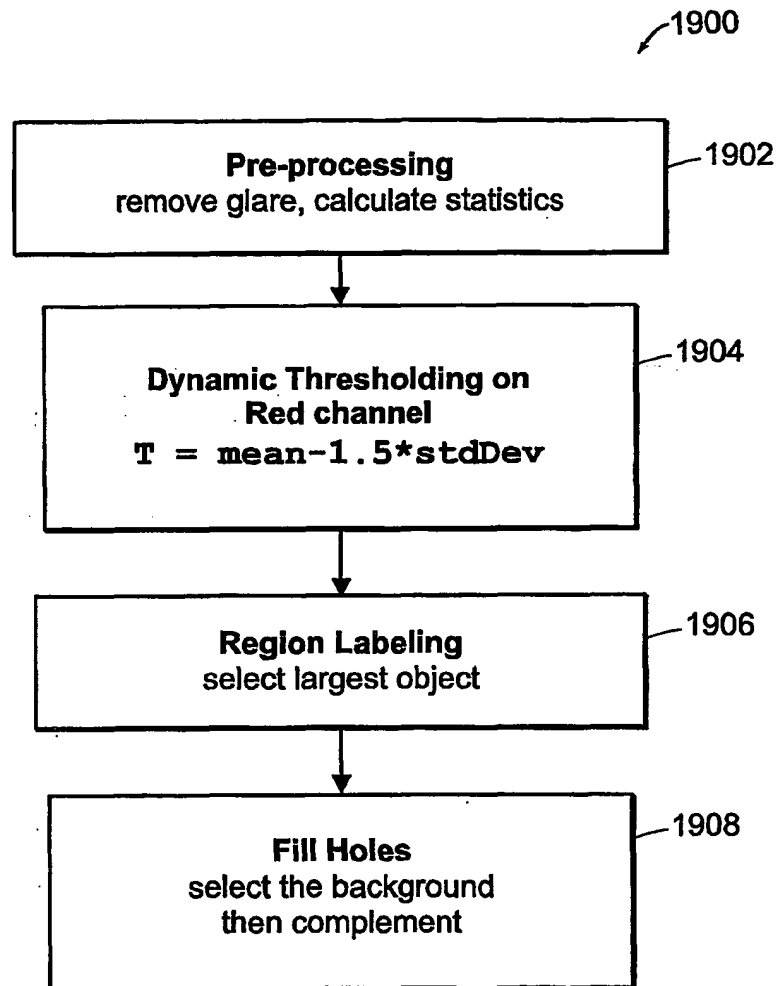 1900
Pre-processing
remove glare, calculate statistics
1902
Dynamic Thresholding on
Red channel
T = mean-1.5*stdDev
1904
Region Labeling
select largest object
1906
Fill Holes
select the background
then complement
1908